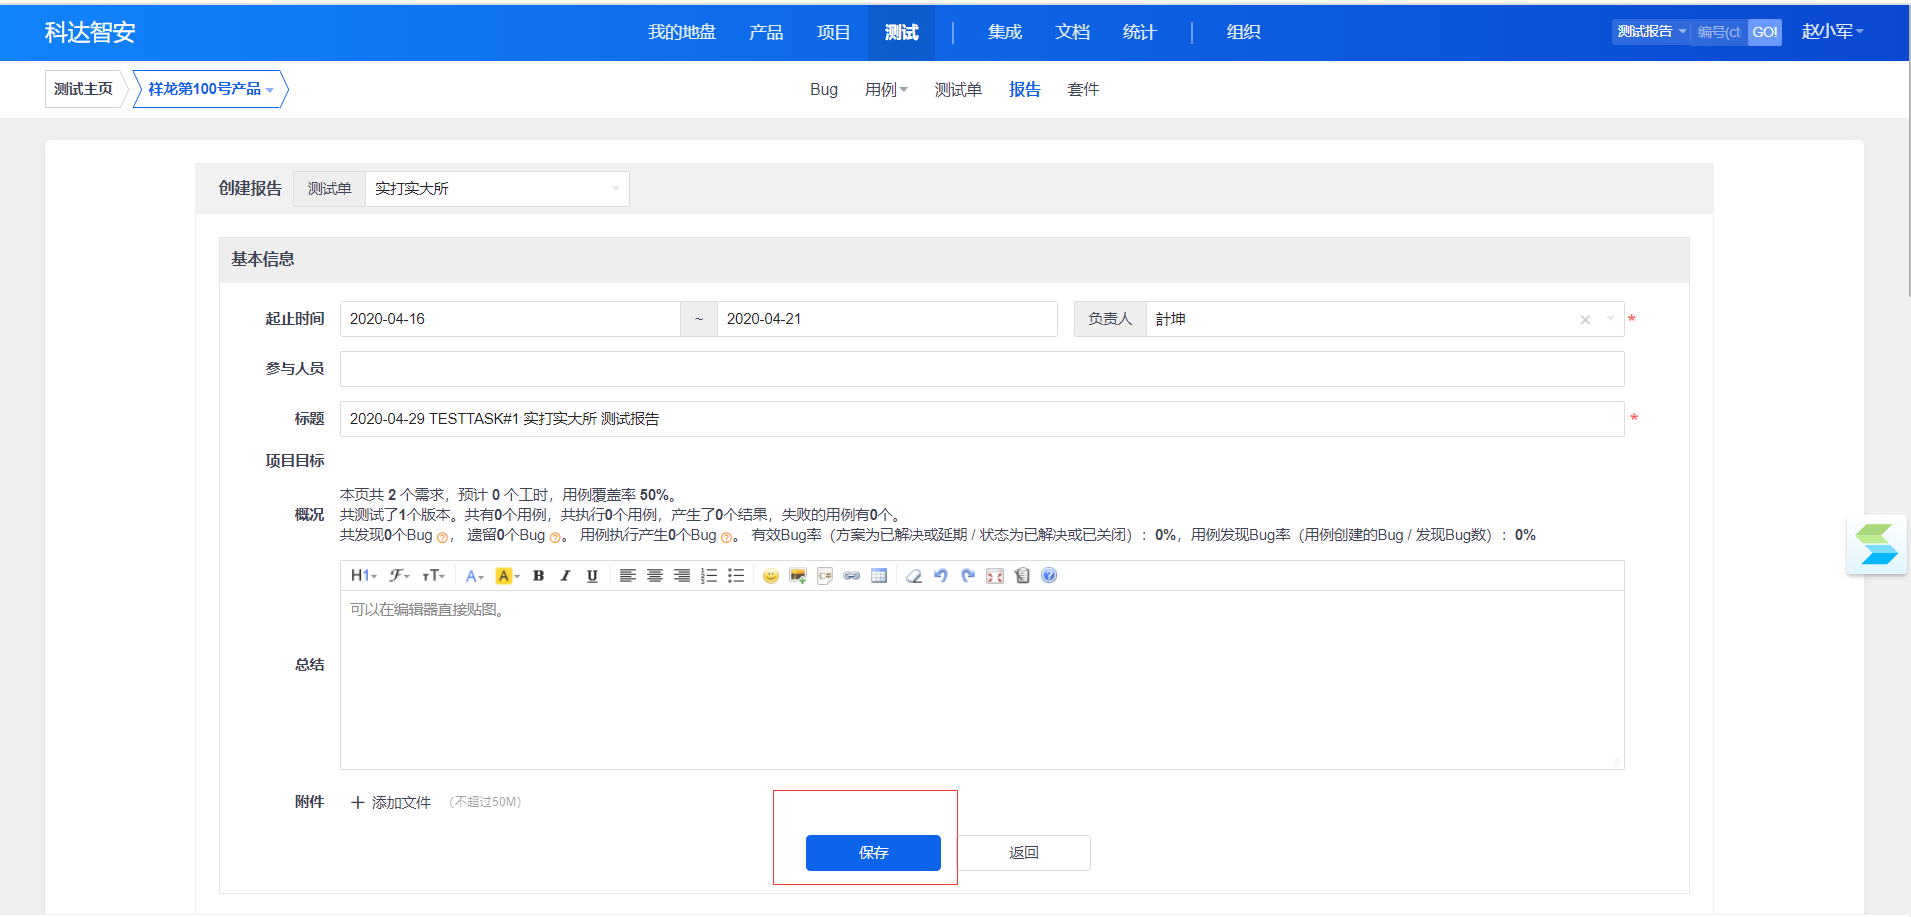 科达智安 我的地盘 产品 项目 测试 集成 文档 统计 组织 测试报告 编号(ct GO! 赵小军
测试主页 祥龙第100号产品 Bug 用例 测试单 报告 套件
创建报告 测试单 实打实大所
基本信息
起止时间 2020-04-16 ~ 2020-04-21 负责人 計坤 *
参与人员
标题 2020-04-29 TESTTASK#1 实打实大所 测试报告 *
项目目标
概况 本页共 2 个需求，预计 0 个工时，用例覆盖率 50%。
共测试了1个版本。共有0个用例，共执行0个用例，产生了0个结果，失败的用例有0个。
共发现0个Bug ?， 遗留0个Bug ?。 用例执行产生0个Bug ?。 有效Bug率（方案为已解决或延期 / 状态为已解决或已关闭）：0%，用例发现Bug率（用例创建的Bug / 发现Bug数）：0%
H1 F TT A A B I U
可以在编辑器直接贴图。
总结
附件 + 添加文件 （不超过50M）
保存 返回